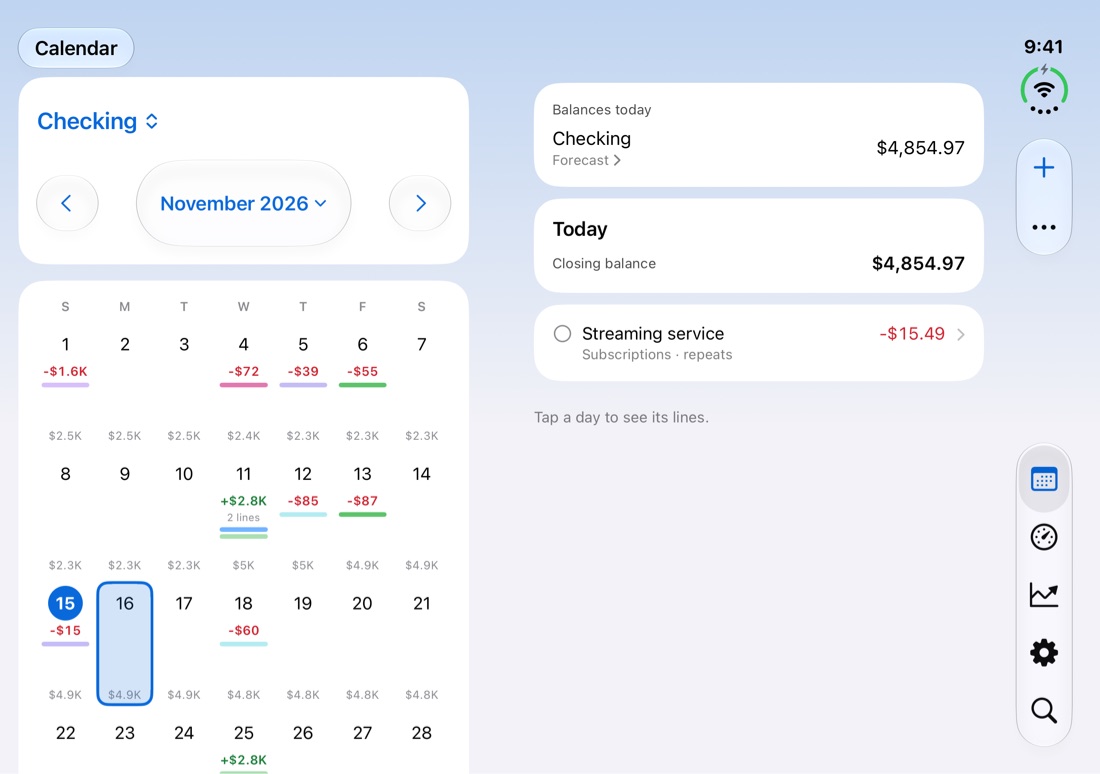 Calendar
Checking
November 2026
S M T W T F S
1 2 3 4 5 6 7
-$1.6K -$72 -$39 -$55
$2.5K $2.5K $2.5K $2.4K $2.3K $2.3K $2.3K
8 9 10 11 12 13 14
+$2.8K -$85 -$87
2 lines
$2.3K $2.3K $2.3K $5K $5K $4.9K $4.9K
15 16 17 18 19 20 21
-$15 -$60
$4.9K $4.9K $4.9K $4.8K $4.8K $4.8K $4.8K
22 23 24 25 26 27 28
+$2.8K
Balances today
Checking
Forecast
$4,854.97
Today
Closing balance $4,854.97
Streaming service -$15.49
Subscriptions · repeats
Tap a day to see its lines.
9:41